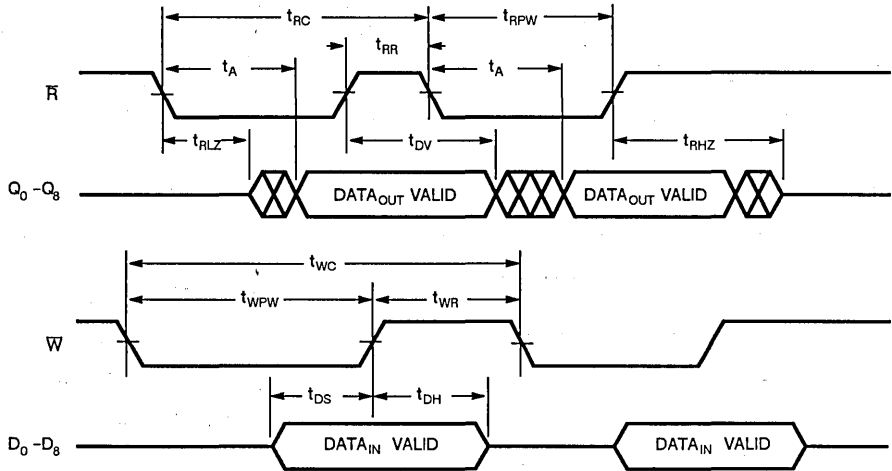 tRC tRPW
tRR
tA tA
R̅
tRLZ tDV tRHZ
Q0 -Q8 DATAOUT VALID DATAOUT VALID
tWC
tWPW tWR
W̅
tDS tDH
D0 -D8 DATAIN VALID DATAIN VALID